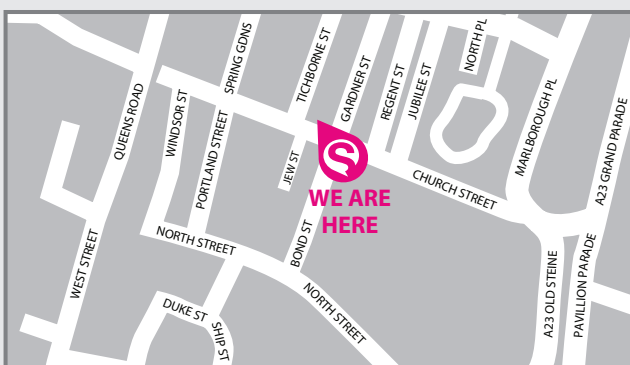 QUEENS ROAD
WINDSOR ST
SPRING GDNS
PORTLAND STREET
TICHBORNE ST
JEW ST
GARDNER ST
REGENT ST
JUBILEE ST
NORTH PL
MARLBOROUGH PL
A23 GRAND PARADE
CHURCH STREET
WE ARE
HERE
WEST STREET
NORTH STREET
BOND ST
NORTH STREET
DUKE ST
SHIP ST
A23 OLD STEINE
PAVILLION PARADE